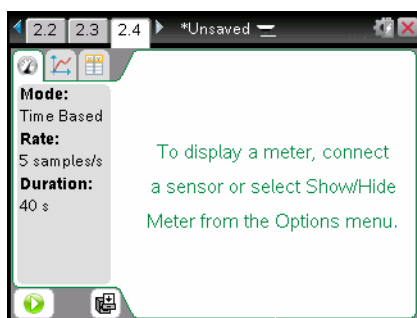 2.2 2.3 2.4 *Unsaved
Mode:
Time Based
Rate:
5 samples/s
Duration:
40 s
To display a meter, connect
a sensor or select Show/Hide
Meter from the Options menu.